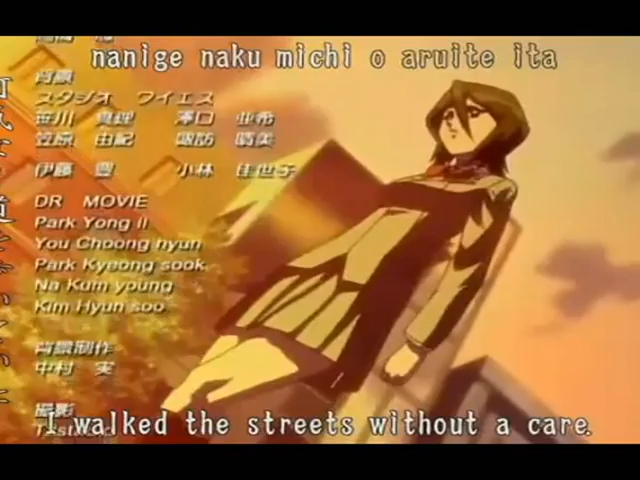 nanige naku michi o aruite ita
背景
スタジオ ワイエス
笹川 真理 澤口 亜希
笠原 由紀 諏訪 晴美
伊藤 豊 小林 佳世子
DR MOVIE
Park Yong il
You Choong hyun
Park Kyeong sook
Na Kum young
Kim Hyun soo
背景制作
中村 実
撮影
I walked the streets without a care.